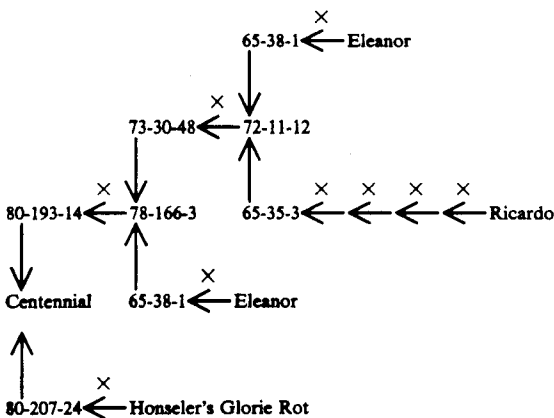 ×
65-38-1 Eleanor
×
73-30-48 72-11-12
× × × × ×
80-193-14 78-166-3 65-35-3 Ricardo
×
Centennial 65-38-1 Eleanor
×
80-207-24 Honseler's Glorie Rot